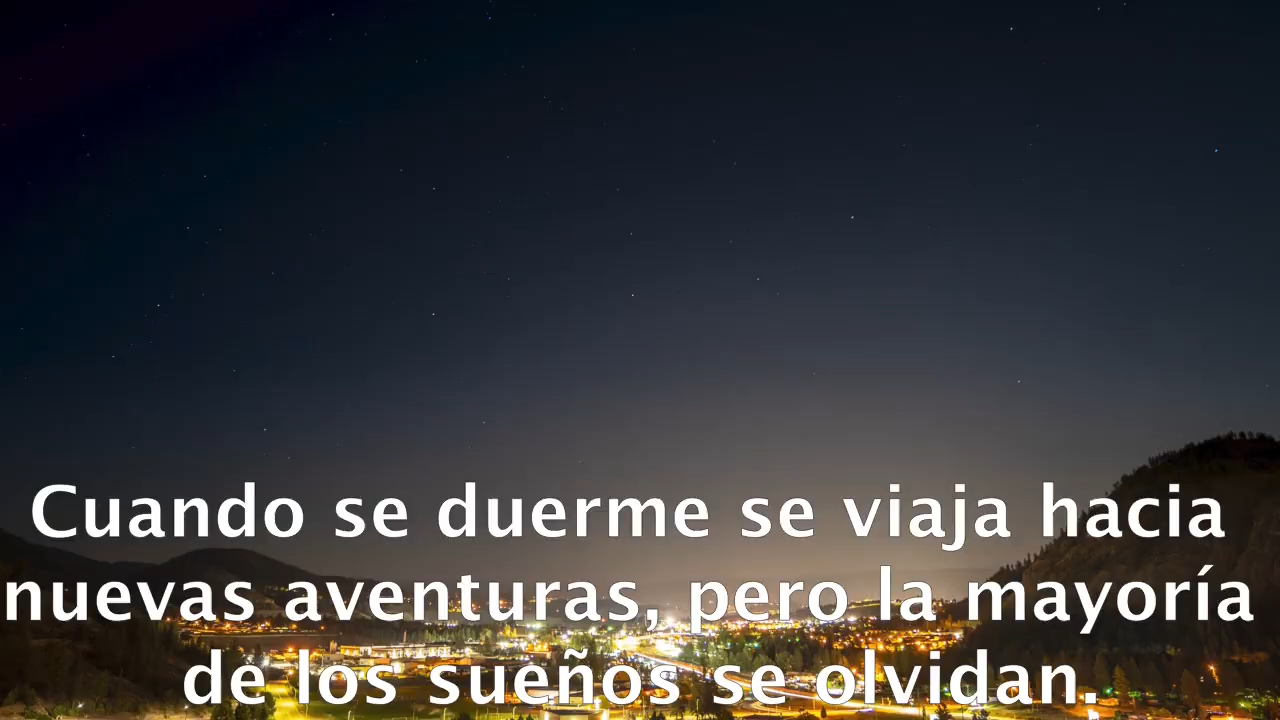 Cuando se duerme se viaja hacia
nuevas aventuras, pero la mayoría
de los sueños se olvidan.